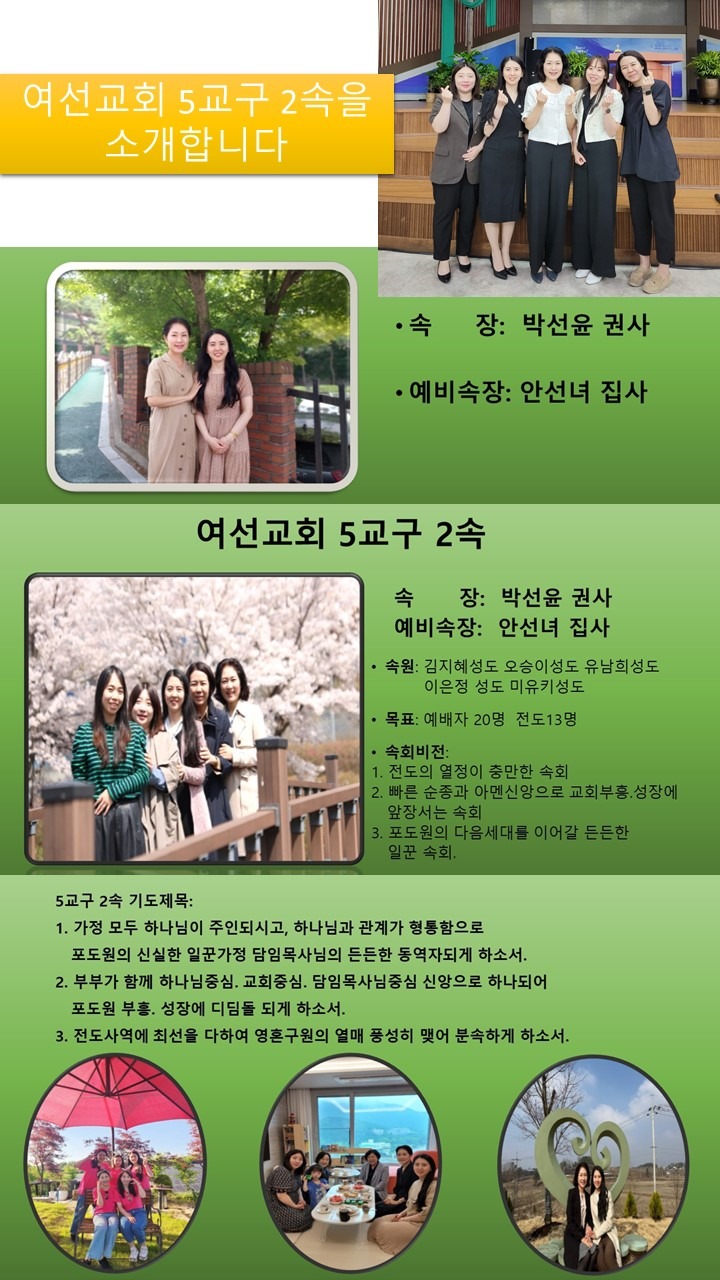 여선교회 5교구 2속을
소개합니다
• 속 장: 박선윤 권사
• 예비속장: 안선녀 집사
여선교회 5교구 2속
속 장: 박선윤 권사
예비속장: 안선녀 집사
• 속원: 김지혜성도 오승이성도 유남희성도
이은정 성도 미유키성도
• 목표: 예배자 20명 전도13명
• 속회비전:
1. 전도의 열정이 충만한 속회
2. 빠른 순종과 아멘신앙으로 교회부흥.성장에
앞장서는 속회
3. 포도원의 다음세대를 이어갈 든든한
일꾼 속회.
5교구 2속 기도제목:
1. 가정 모두 하나님이 주인되시고, 하나님과 관계가 형통함으로
포도원의 신실한 일꾼가정 담임목사님의 든든한 동역자되게 하소서.
2. 부부가 함께 하나님중심. 교회중심. 담임목사님중심 신앙으로 하나되어
포도원 부흥. 성장에 디딤돌 되게 하소서.
3. 전도사역에 최선을 다하여 영혼구원의 열매 풍성히 맺어 분속하게 하소서.